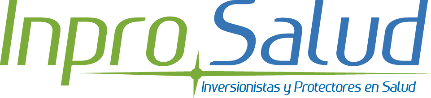 Inpro Salud
Inversionistas y Protectores en Salud